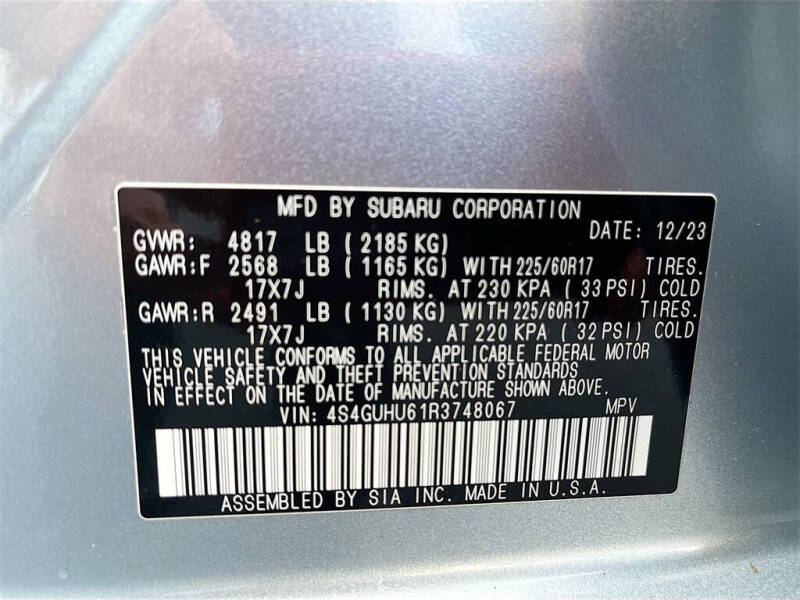 MFD BY SUBARU CORPORATION
DATE: 12/23
GVWR: 4817 LB ( 2185 KG)
GAWR:F 2568 LB ( 1165 KG) WITH 225/60R17 TIRES.
17X7J RIMS. AT 230 KPA ( 33 PSI) COLD
GAWR:R 2491 LB ( 1130 KG) WITH 225/60R17 TIRES.
17X7J RIMS. AT 220 KPA ( 32 PSI) COLD
THIS VEHICLE CONFORMS TO ALL APPLICABLE FEDERAL MOTOR
VEHICLE SAFETY AND THEFT PREVENTION STANDARDS
IN EFFECT ON THE DATE OF MANUFACTURE SHOWN ABOVE.
VIN: 4S4GUHU61R3748067 MPV
ASSEMBLED BY SIA INC. MADE IN U.S.A.